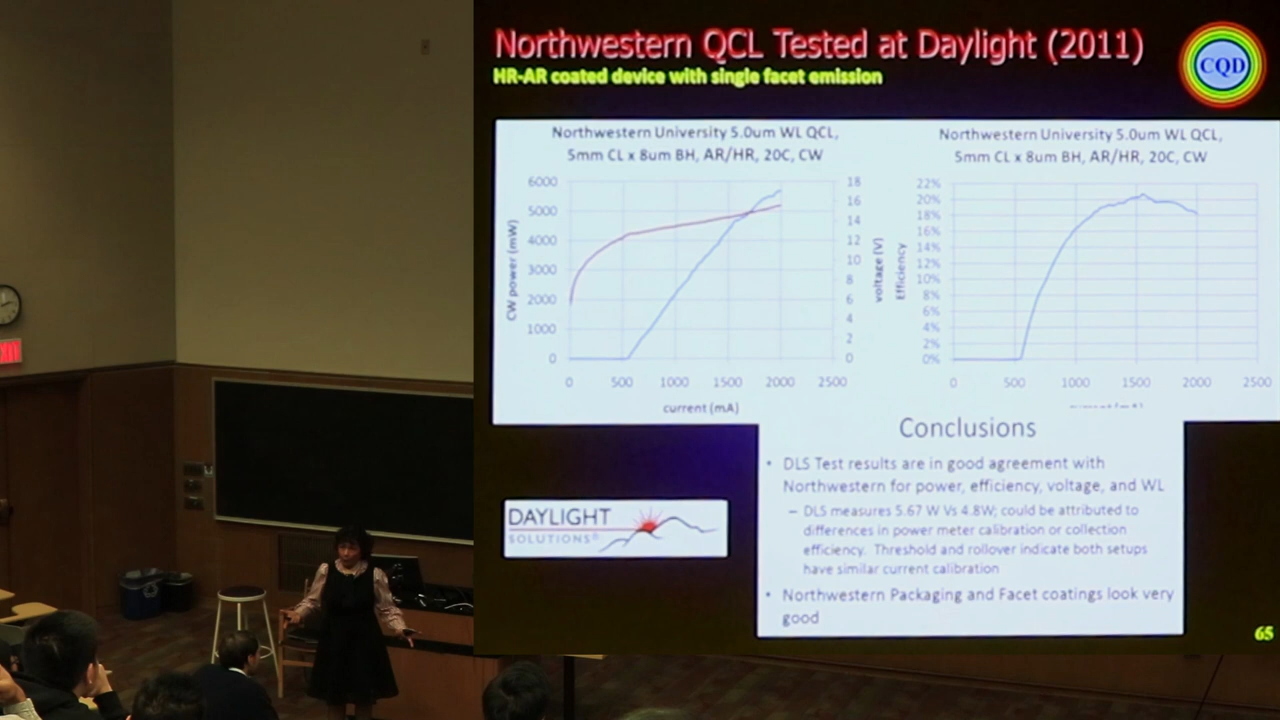 Northwestern QCL Tested at Daylight (2011)
HR-AR coated device with single facet emission
CQD
Northwestern University 5.0um WL QCL,
5mm CL x 8um BH, AR/HR, 20C, CW
6000
5000
4000
3000
2000
1000
0
CW power (mW)
18
16
14
12
10
8
6
4
2
0
voltage (V)
0 500 1000 1500 2000 2500
current (mA)
Northwestern University 5.0um WL QCL,
5mm CL x 8um BH, AR/HR, 20C, CW
22%
20%
18%
16%
14%
12%
10%
8%
6%
4%
2%
0%
Efficiency
0 500 1000 1500 2000 2500
Conclusions
• DLS Test results are in good agreement with
Northwestern for power, efficiency, voltage, and WL
– DLS measures 5.67 W Vs 4.8W; could be attributed to
differences in power meter calibration or collection
efficiency. Threshold and rollover indicate both setups
have similar current calibration
• Northwestern Packaging and Facet coatings look very
good
DAYLIGHT
SOLUTIONS®
65